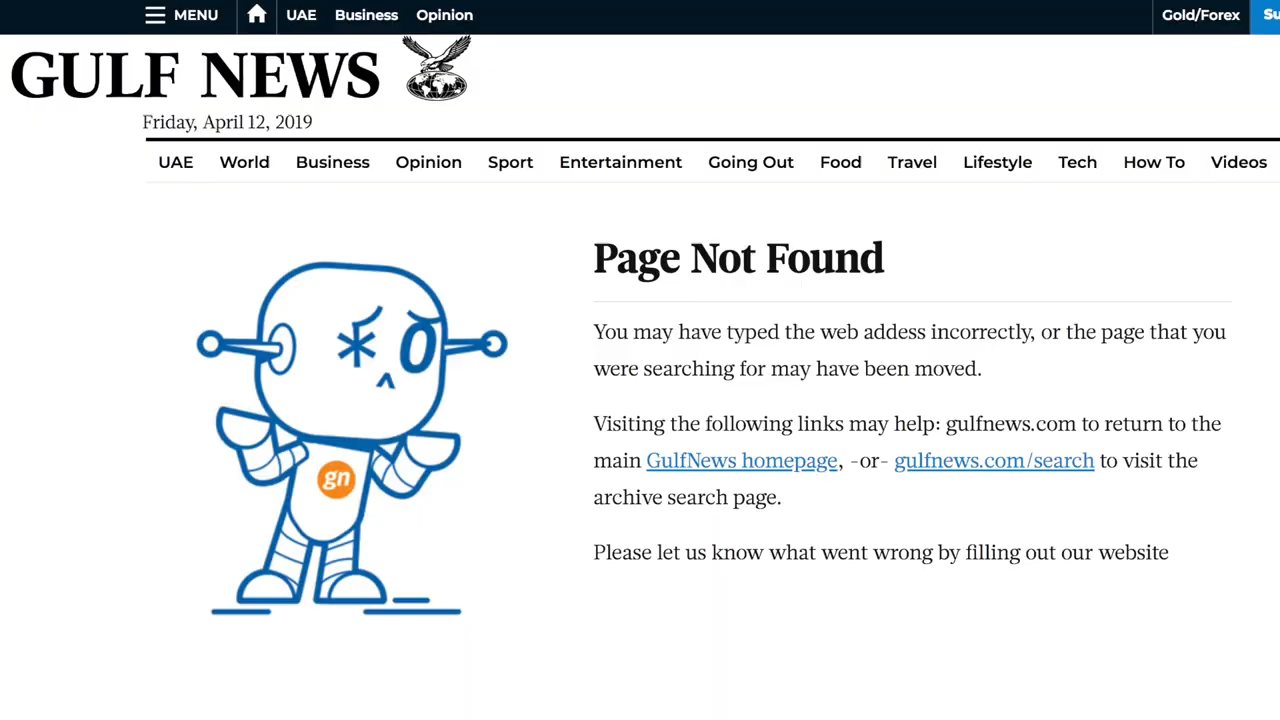 MENU UAE Business Opinion Gold/Forex
GULF NEWS
Friday, April 12, 2019
UAE World Business Opinion Sport Entertainment Going Out Food Travel Lifestyle Tech How To Videos
Page Not Found
You may have typed the web addess incorrectly, or the page that you
were searching for may have been moved.
Visiting the following links may help: gulfnews.com to return to the
main GulfNews homepage, -or- gulfnews.com/search to visit the
archive search page.
gn
Please let us know what went wrong by filling out our website